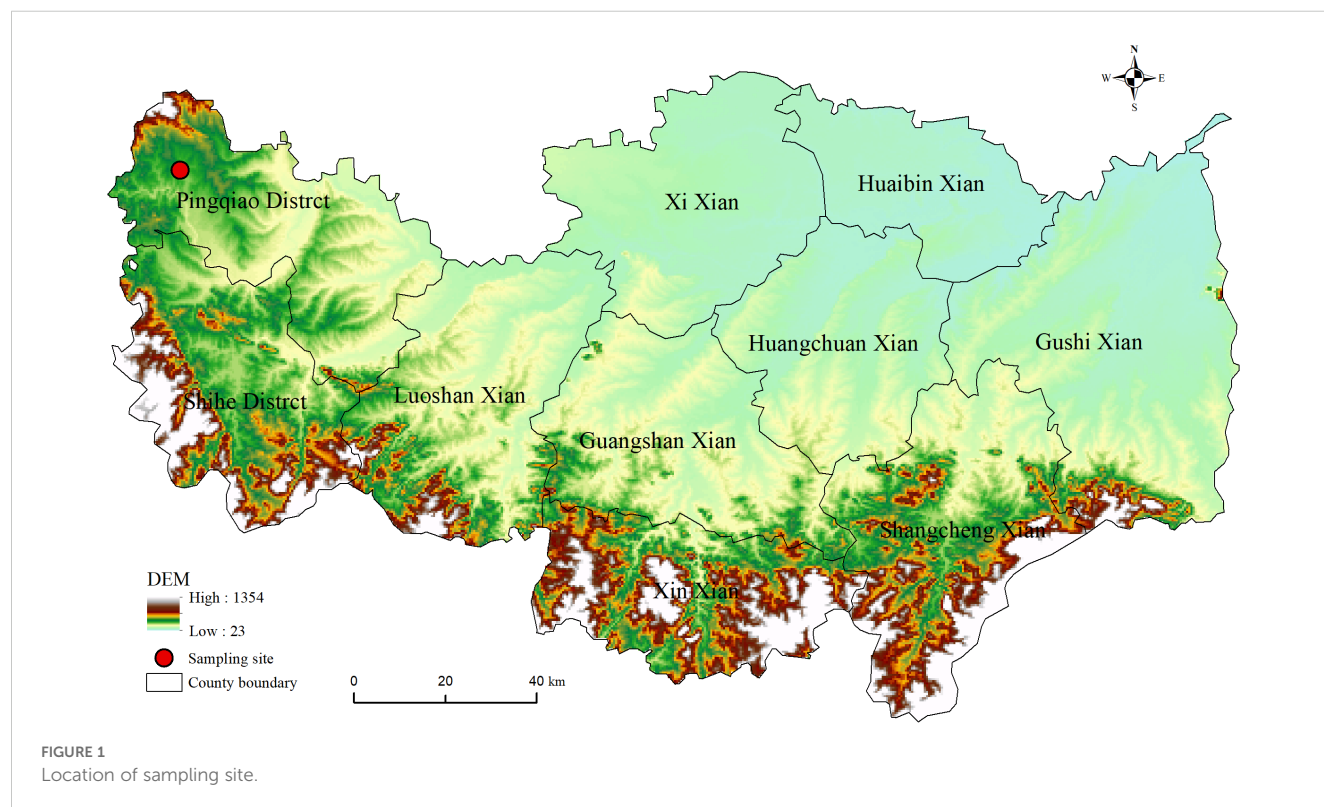 N
W E
S
Pingqiao Distrct
Xi Xian
Huaibin Xian
Huangchuan Xian
Gushi Xian
Shihe Distrct
Luoshan Xian
Guangshan Xian
Shangcheng Xian
Xin Xian
DEM
High : 1354
Low : 23
Sampling site
County boundary
0 20 40 km
FIGURE 1
Location of sampling site.